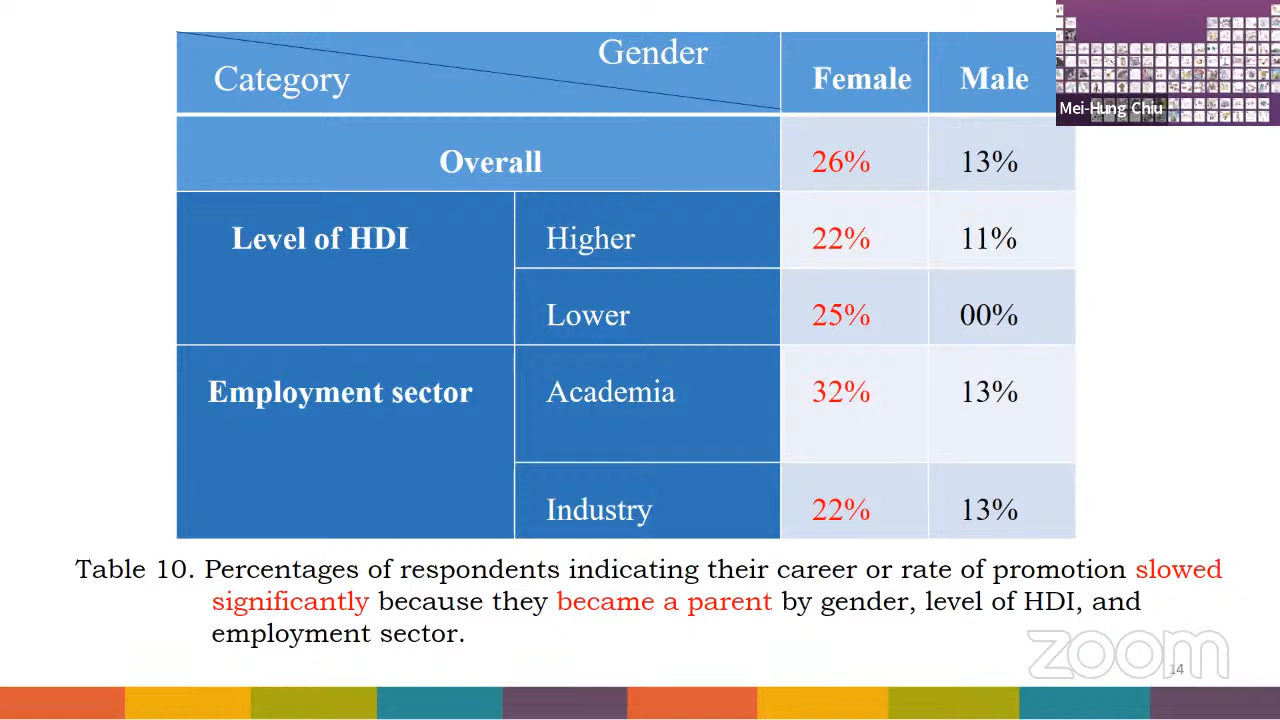 Gender
Category
Female Male
Mei-Hung Chiu
Overall 26% 13%
Level of HDI Higher 22% 11%
Lower 25% 00%
Employment sector Academia 32% 13%
Industry 22% 13%
Table 10. Percentages of respondents indicating their career or rate of promotion slowed
significantly because they became a parent by gender, level of HDI, and
employment sector.
zoom
14